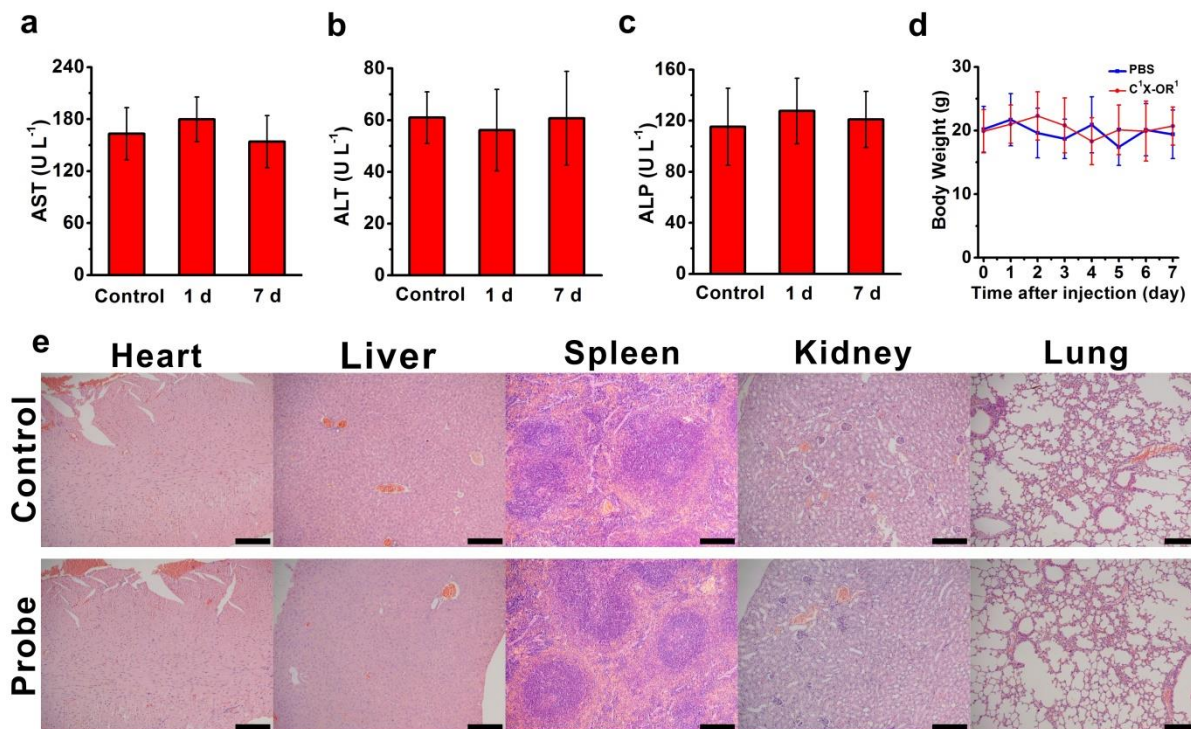 a
AST (U L⁻¹)
240
180
120
60
0
Control 1 d 7 d
b
ALT (U L⁻¹)
80
60
40
20
0
Control 1 d 7 d
c
ALP (U L⁻¹)
160
120
80
40
0
Control 1 d 7 d
d
Body Weight (g)
30
20
10
0
PBS
C¹X-OR¹
0 1 2 3 4 5 6 7
Time after injection (day)
e
Heart Liver Spleen Kidney Lung
Control
Probe